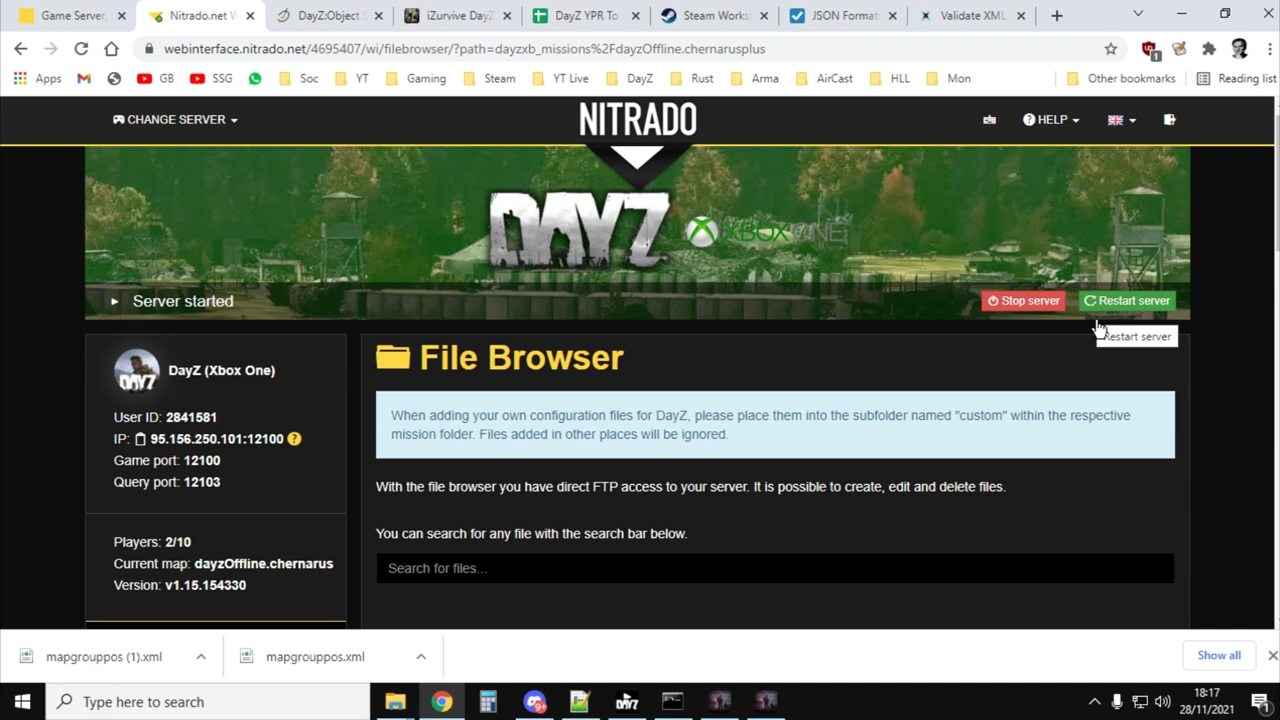 Game Server,
Nitrado.net W
DayZ:Object S
iZurvive DayZ
DayZ YPR To
Steam Works
JSON Format
Validate XML
webinterface.nitrado.net/4695407/wi/filebrowser/?path=dayzxb_missions%2FdayzOffline.chernarusplus
1
Apps
GB
SSG
Soc
YT
Gaming
Steam
YT Live
DayZ
Rust
Arma
AirCast
HLL
Mon
Other bookmarks
Reading list
CHANGE SERVER
NITRADO
HELP
DAYZ
XBOX ONE
Server started
Stop server
Restart server
Restart server
DAYZ
DayZ (Xbox One)
User ID: 2841581
IP: 95.156.250.101:12100 ?
Game port: 12100
Query port: 12103
Players: 2/10
Current map: dayzOffline.chernarus
Version: v1.15.154330
File Browser
When adding your own configuration files for DayZ, please place them into the subfolder named "custom" within the respective
mission folder. Files added in other places will be ignored.
With the file browser you have direct FTP access to your server. It is possible to create, edit and delete files.
You can search for any file with the search bar below.
Search for files...
mapgrouppos (1).xml
mapgrouppos.xml
Show all
Type here to search
9+
DAYZ
18:17
28/11/2021
1